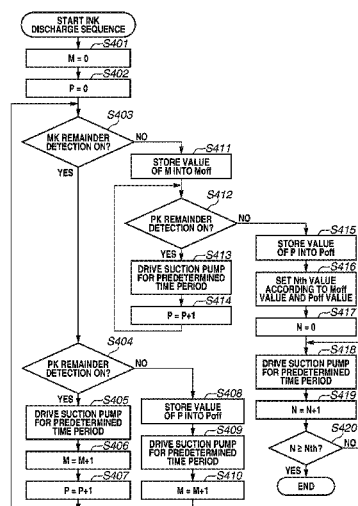 START INK
DISCHARGE SEQUENCE
S401
M = 0
S402
P = 0
S403
MK REMAINDER
DETECTION ON?
NO
YES
S411
STORE VALUE
OF M INTO Moff
S412
PK REMAINDER
DETECTION ON?
NO
YES
S413
DRIVE SUCTION PUMP
FOR PREDETERMINED
TIME PERIOD
S414
P = P+1
S415
STORE VALUE
OF P INTO Poff
S416
SET Nth VALUE
ACCORDING TO Moff
VALUE AND Poff VALUE
S417
N = 0
S418
DRIVE SUCTION PUMP
FOR PREDETERMINED
TIME PERIOD
S419
N = N+1
S420
N ≥ Nth?
NO
YES
END
S404
PK REMAINDER
DETECTION ON?
NO
YES
S405
DRIVE SUCTION PUMP
FOR PREDETERMINED
TIME PERIOD
S406
M = M+1
S407
P = P+1
S408
STORE VALUE
OF P INTO Poff
S409
DRIVE SUCTION PUMP
FOR PREDETERMINED
TIME PERIOD
S410
M = M+1